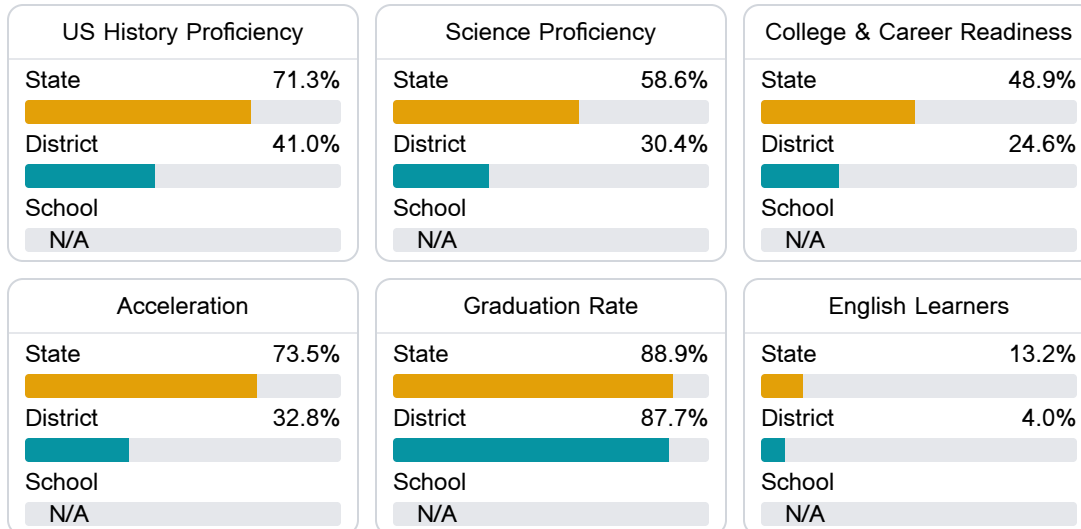 US History Proficiency
State 71.3%
District 41.0%
School
N/A
Science Proficiency
State 58.6%
District 30.4%
School
N/A
College & Career Readiness
State 48.9%
District 24.6%
School
N/A
Acceleration
State 73.5%
District 32.8%
School
N/A
Graduation Rate
State 88.9%
District 87.7%
School
N/A
English Learners
State 13.2%
District 4.0%
School
N/A